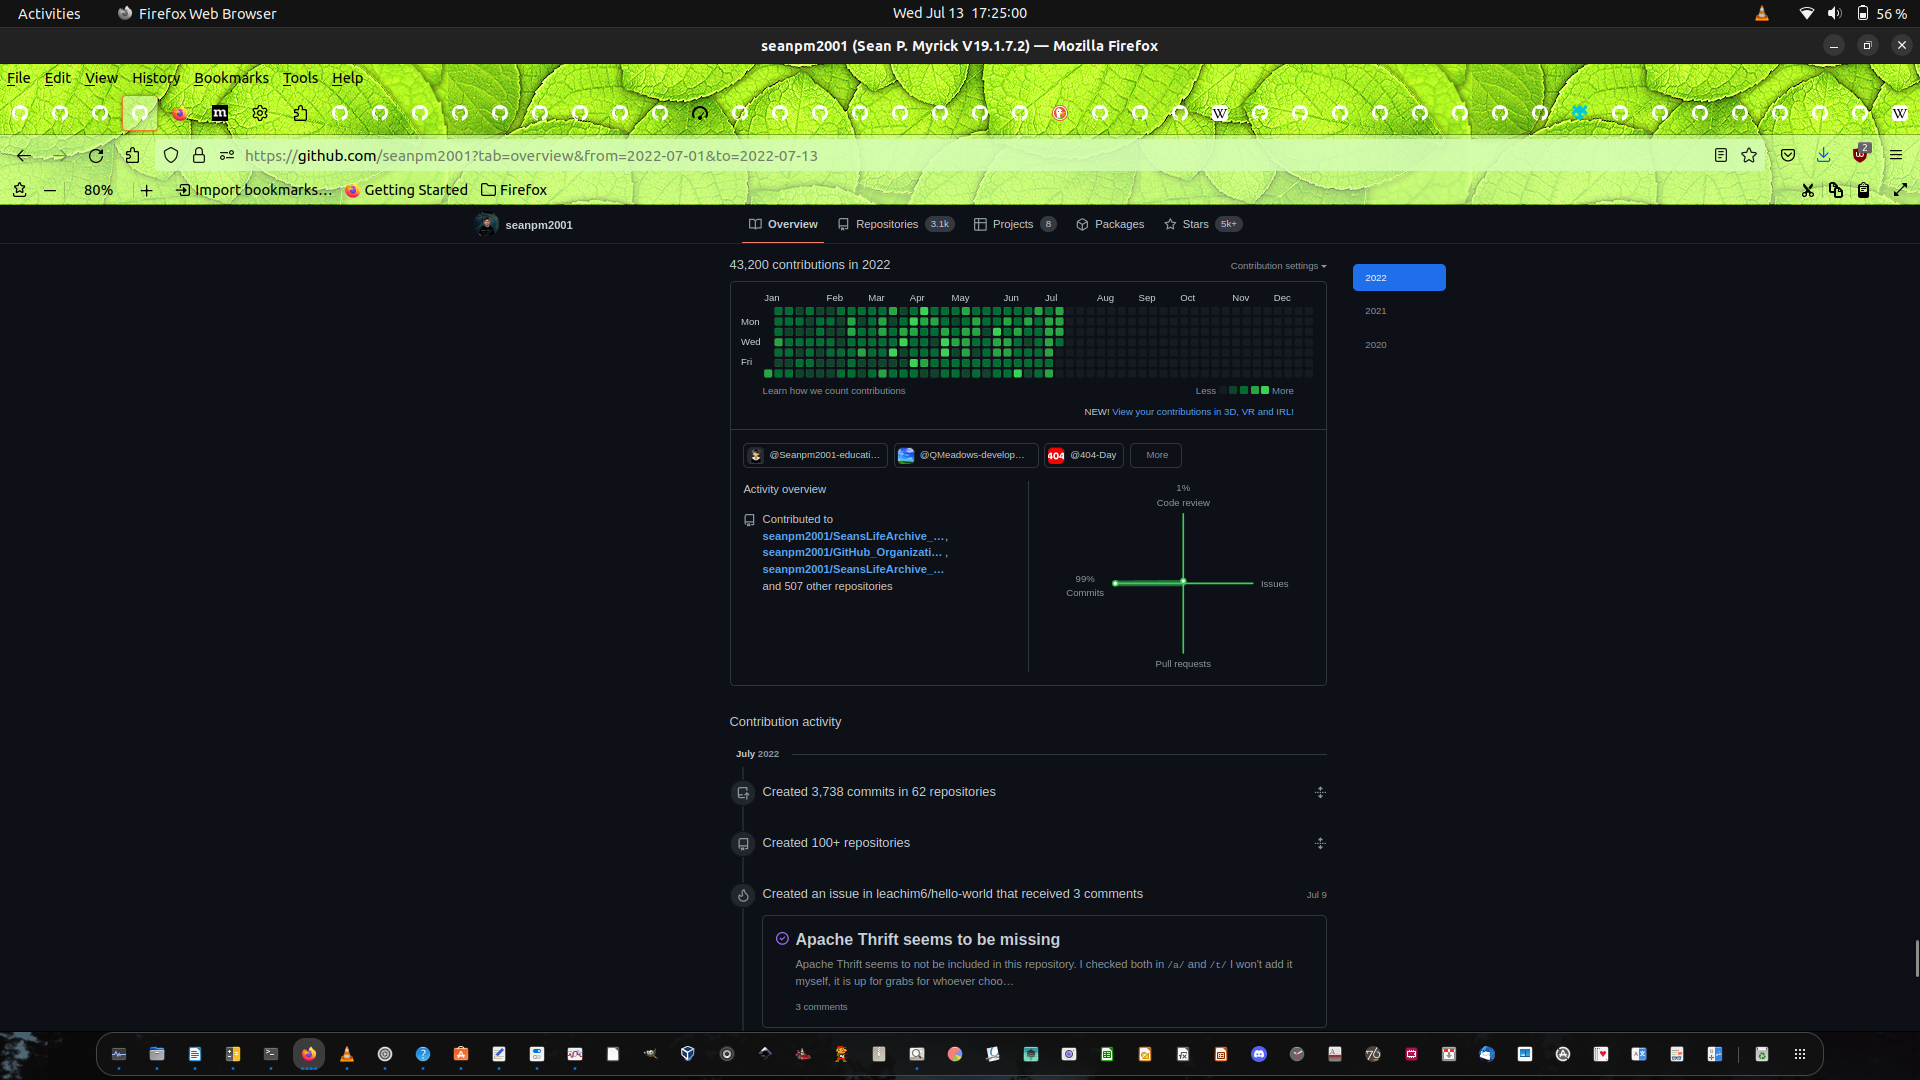 Activities
Firefox Web Browser
Wed Jul 13 17:25:00
56 %
seanpm2001 (Sean P. Myrick V19.1.7.2) — Mozilla Firefox
File Edit View History Bookmarks Tools Help
https://github.com/seanpm2001?tab=overview&from=2022-07-01&to=2022-07-13
2
80%
Import bookmarks…
Getting Started
Firefox
seanpm2001
Overview
Repositories 3.1k
Projects 8
Packages
Stars 5k+
43,200 contributions in 2022
Contribution settings
2022
2021
2020
Jan Feb Mar Apr May Jun Jul Aug Sep Oct Nov Dec
Mon
Wed
Fri
Learn how we count contributions
Less More
NEW! View your contributions in 3D, VR and IRL!
@Seanpm2001-educati…
@QMeadows-develop…
404 @404-Day
More
Activity overview
Contributed to
seanpm2001/SeansLifeArchive_…,
seanpm2001/GitHub_Organizati… ,
seanpm2001/SeansLifeArchive_…
and 507 other repositories
1%
Code review
99%
Commits
Issues
Pull requests
Contribution activity
July 2022
Created 3,738 commits in 62 repositories
Created 100+ repositories
Created an issue in leachim6/hello-world that received 3 comments
Jul 9
Apache Thrift seems to be missing
Apache Thrift seems to not be included in this repository. I checked both in /a/ and /t/ I won't add it
myself, it is up for grabs for whoever choo…
3 comments